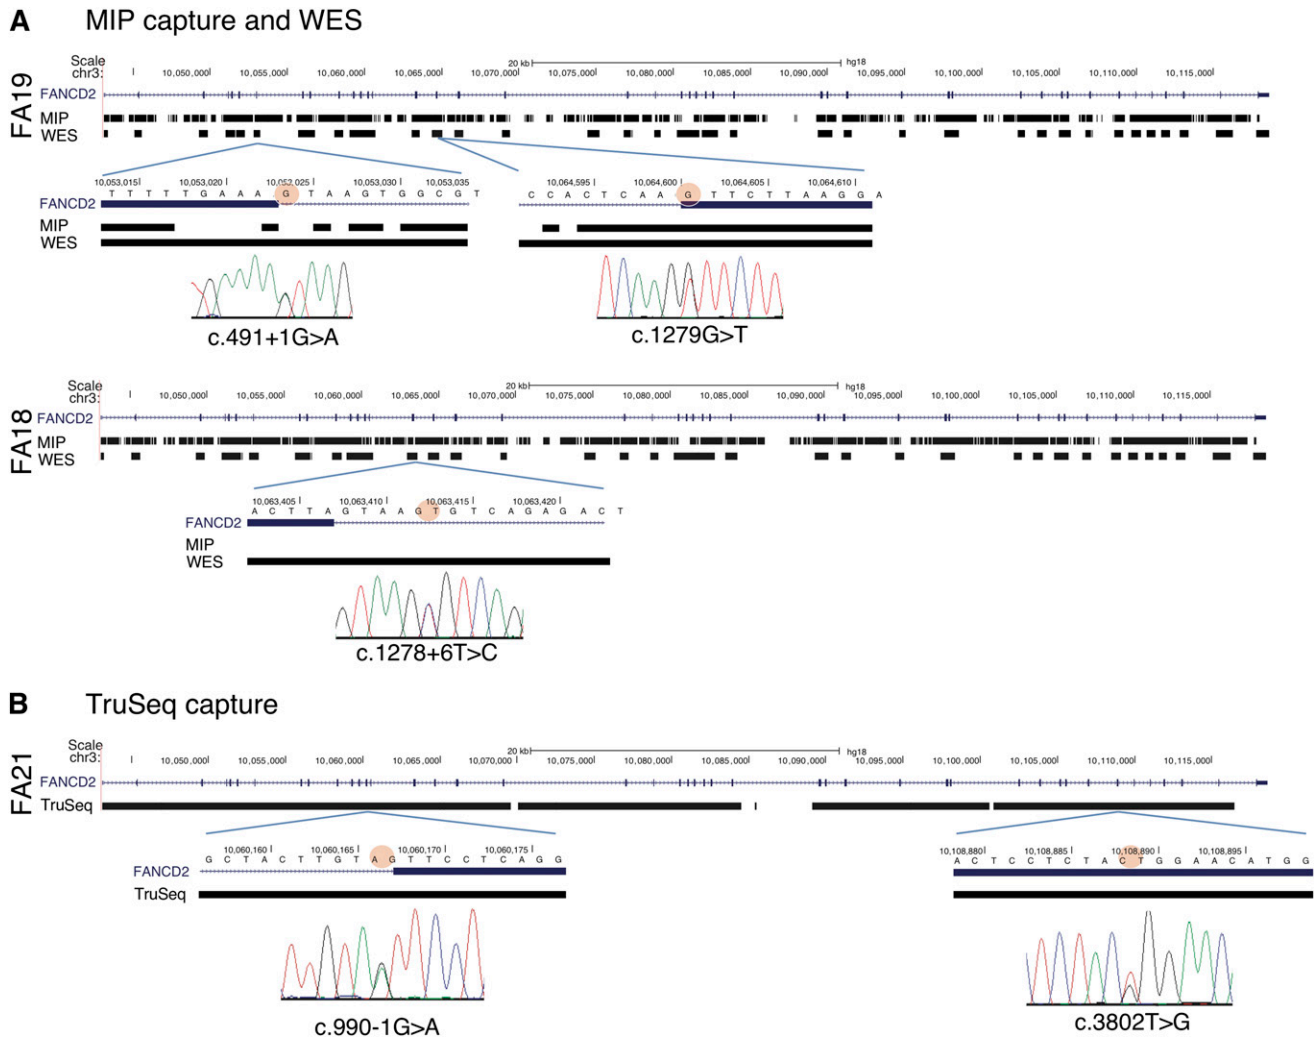 A MIP capture and WES
FA19
Scale 20 kb hg18
chr3: 10,050,000 10,055,000 10,060,000 10,065,000 10,070,000 10,075,000 10,080,000 10,085,000 10,090,000 10,095,000 10,100,000 10,105,000 10,110,000 10,115,000
FANCD2
MIP
WES
10,053,015 10,053,020 10,053,025 10,053,030 10,053,035 10,064,595 10,064,600 10,064,605 10,064,610
T T T T T G A A A G T A A G T G G C G T C C A C T C A A G T T C T T A A G G A
FANCD2
MIP
WES
c.491+1G>A c.1279G>T
FA18
Scale 20 kb hg18
chr3: 10,050,000 10,055,000 10,060,000 10,065,000 10,070,000 10,075,000 10,080,000 10,085,000 10,090,000 10,095,000 10,100,000 10,105,000 10,110,000 10,115,000
FANCD2
MIP
WES
10,063,405 10,063,410 10,063,415 10,063,420
A C T T A G T A A G T G T C A G A G A C T
FANCD2
MIP
WES
c.1278+6T>C
B TruSeq capture
FA21
Scale 20 kb hg18
chr3: 10,050,000 10,055,000 10,060,000 10,065,000 10,070,000 10,075,000 10,080,000 10,085,000 10,090,000 10,095,000 10,100,000 10,105,000 10,110,000 10,115,000
FANCD2
TruSeq
10,060,160 10,060,165 10,060,170 10,060,175 10,108,880 10,108,885 10,108,890 10,108,895
G C T A C T T G T A G T T C C T C A G G A C T C C T C T A C T G G A A C A T G G
FANCD2
TruSeq
c.990-1G>A c.3802T>G